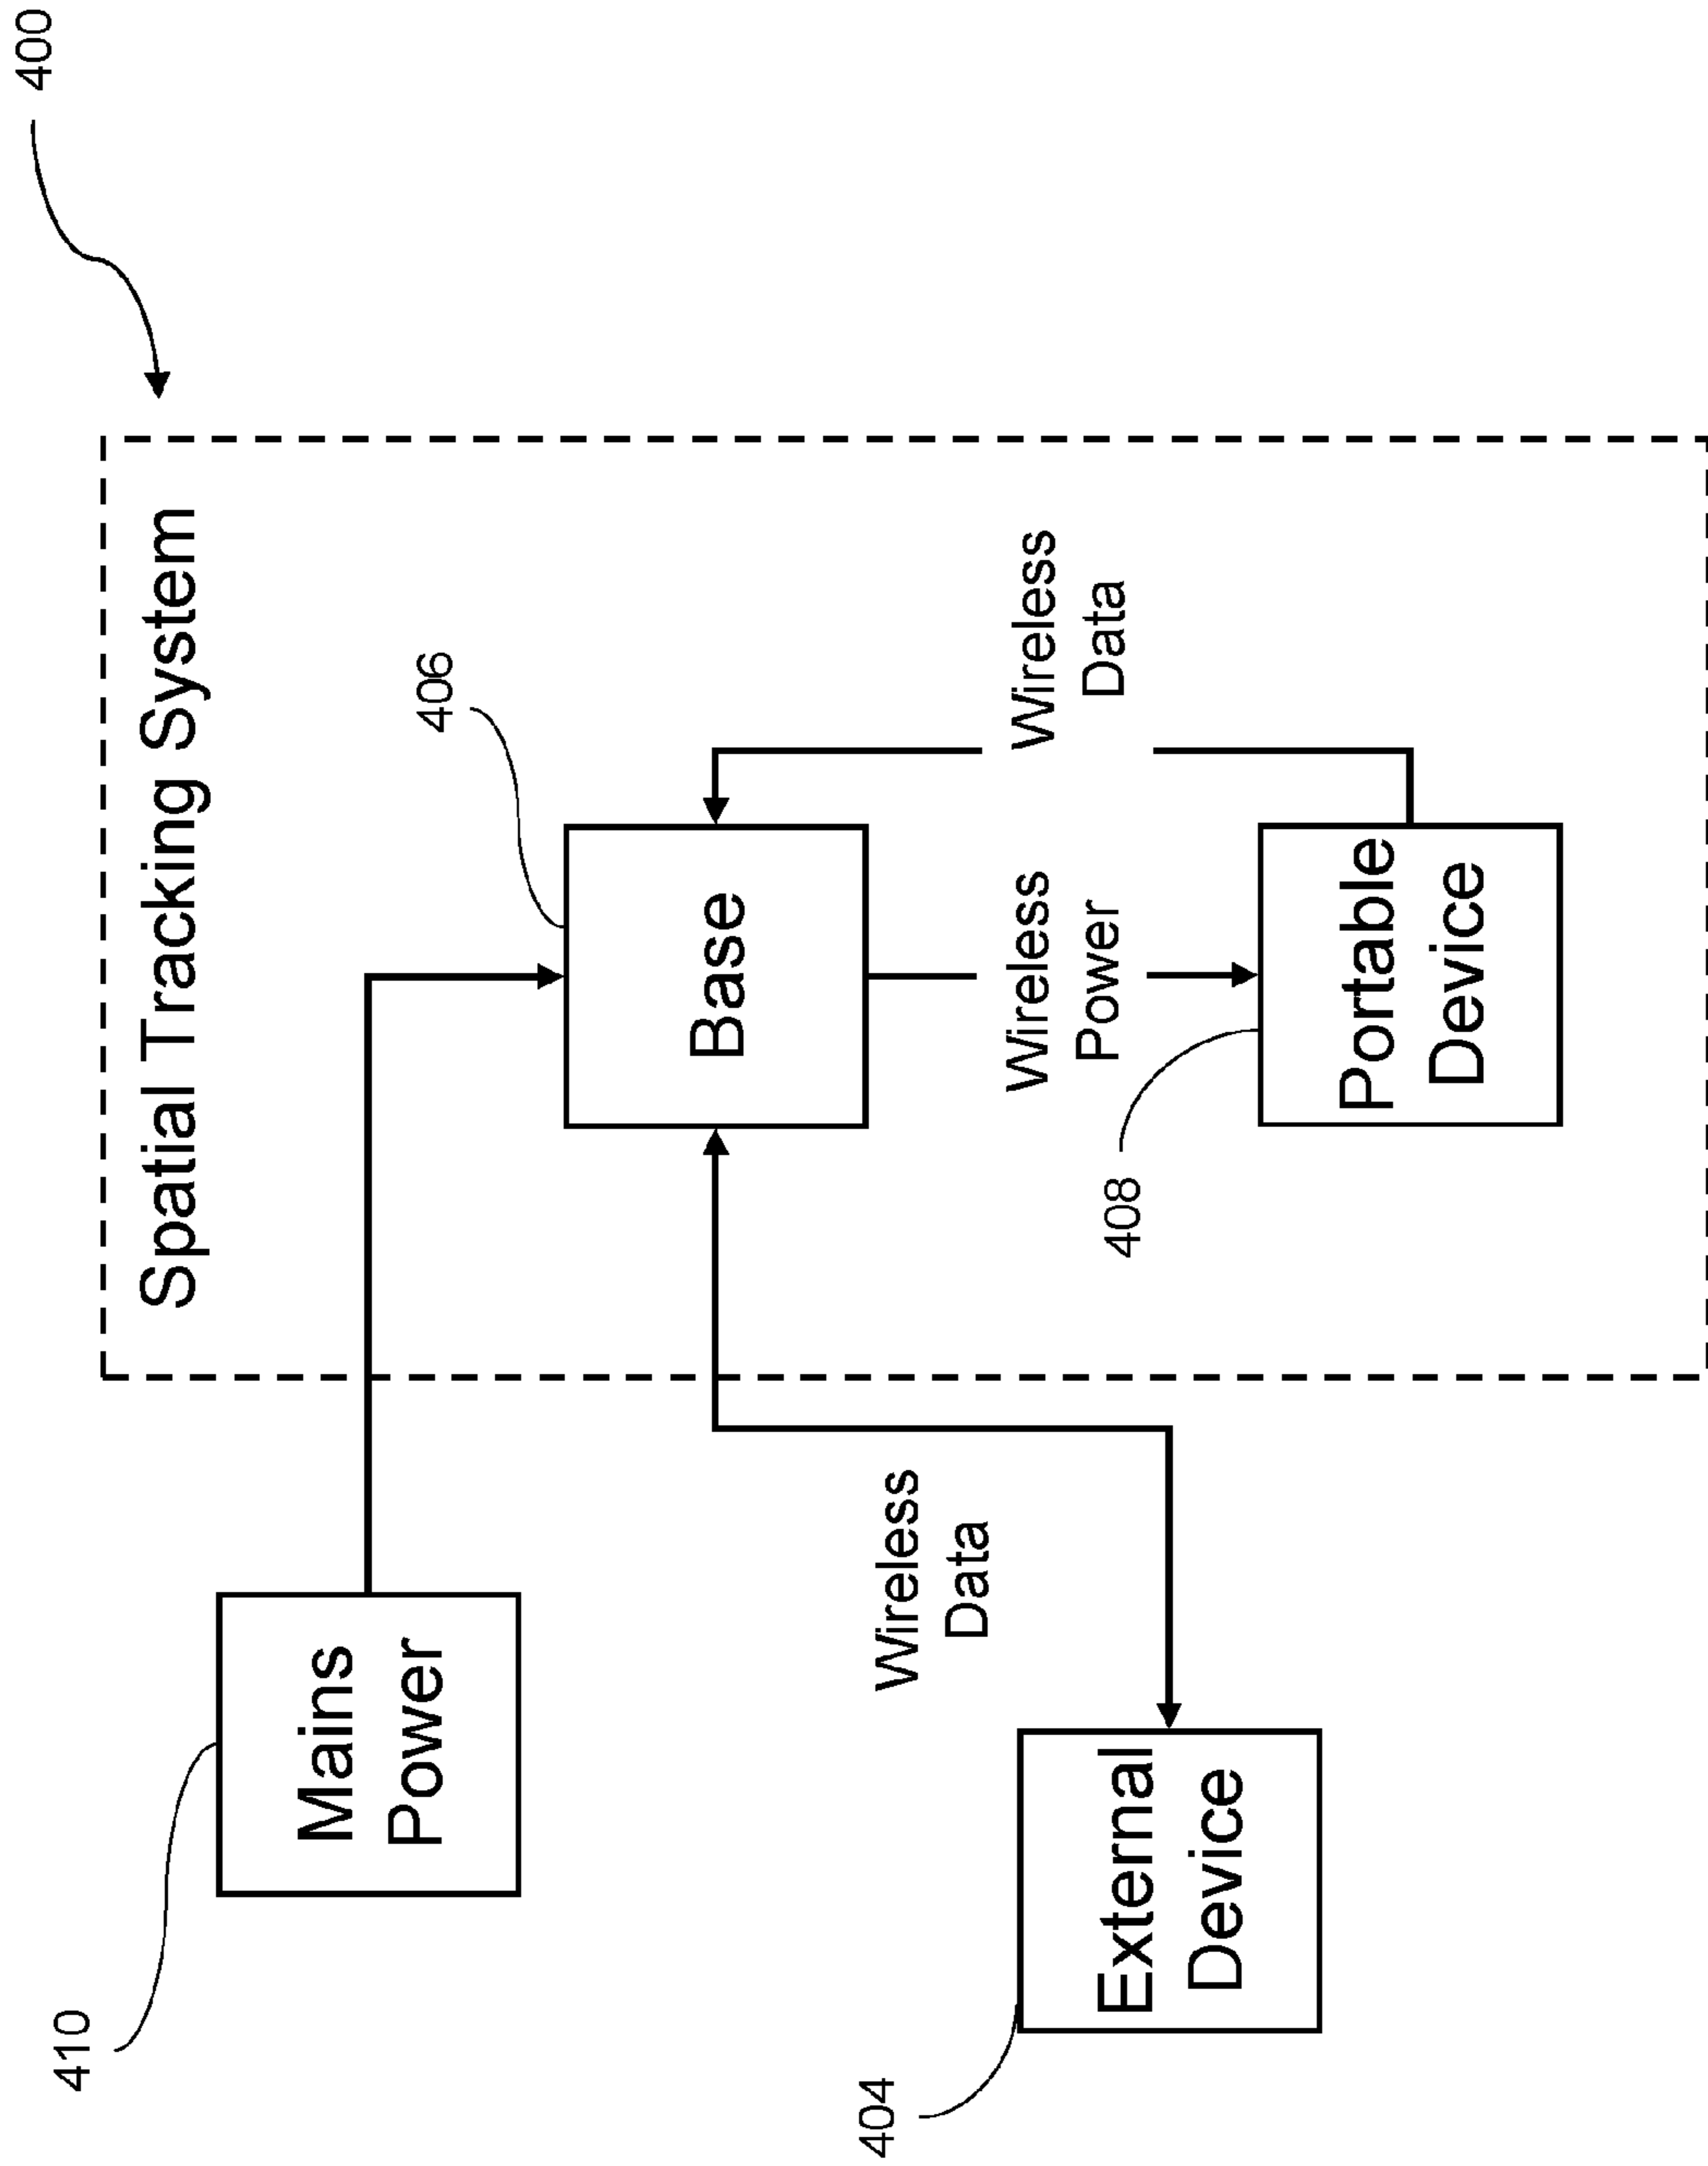 400
Spatial Tracking System
410
Mains
Power
406
Base
Wireless
Data
Wireless
Power
Wireless
Data
404
External
Device
408
Portable
Device